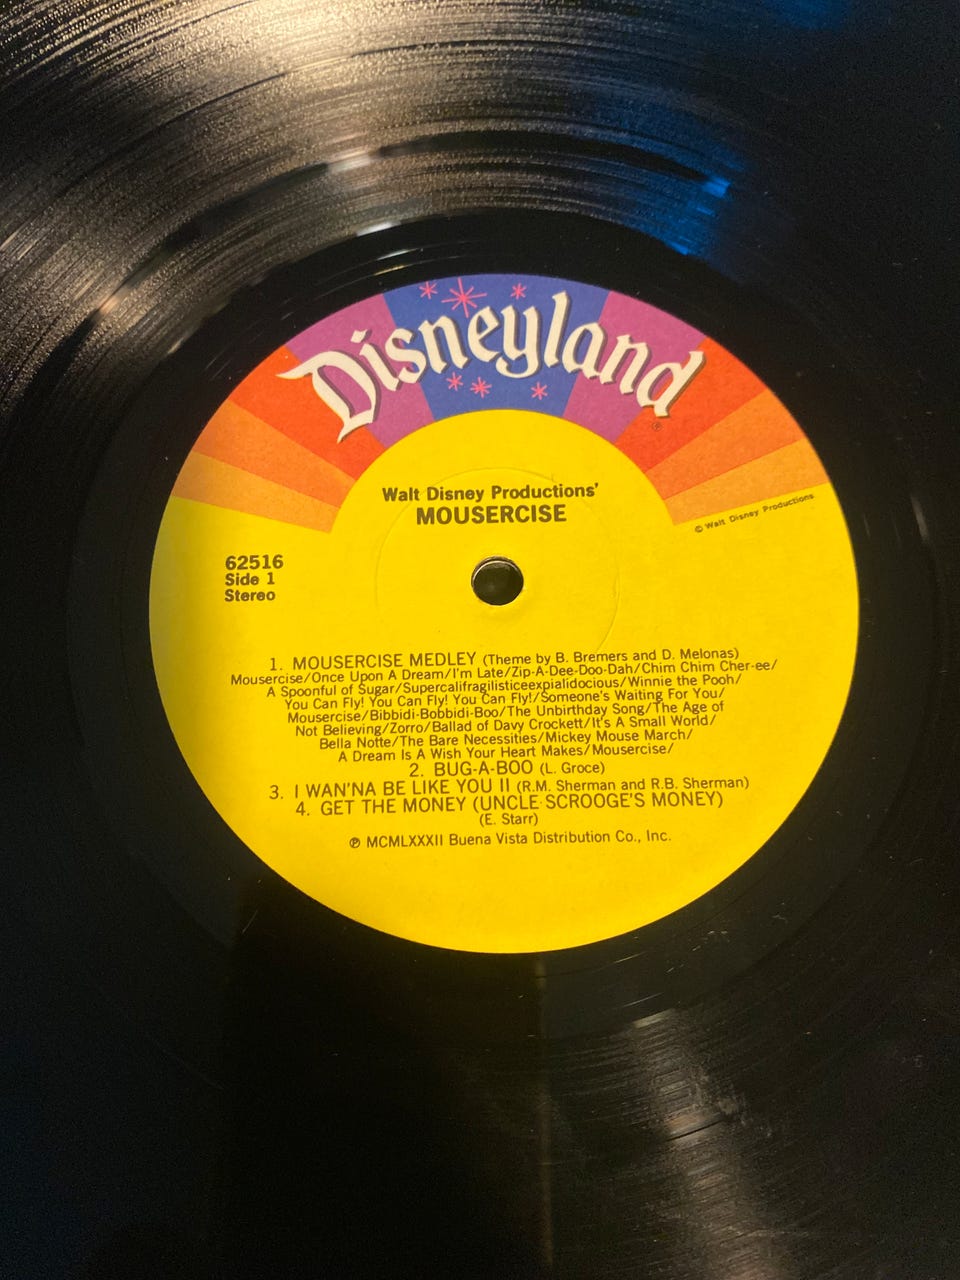 Disneyland
®
© Walt Disney Productions
Walt Disney Productions'
MOUSERCISE
62516
Side 1
Stereo
1. MOUSERCISE MEDLEY (Theme by B. Bremers and D. Melonas)
Mousercise/Once Upon A Dream/I'm Late/Zip-A-Dee-Doo-Dah/Chim Chim Cher-ee/
A Spoonful of Sugar/Supercalifragilisticeexpialidocious/Winnie the Pooh/
You Can Fly! You Can Fly! You Can Fly!/Someone's Waiting For You/
Mousercise/Bibbidi-Bobbidi-Boo/The Unbirthday Song/The Age of
Not Believing/Zorro/Ballad of Davy Crockett/It's A Small World/
Bella Notte/The Bare Necessities/Mickey Mouse March/
A Dream Is A Wish Your Heart Makes/Mousercise/
2. BUG-A-BOO (L. Groce)
3. I WAN'NA BE LIKE YOU II (R.M. Sherman and R.B. Sherman)
4. GET THE MONEY (UNCLE SCROOGE'S MONEY)
(E. Starr)
℗ MCMLXXXII Buena Vista Distribution Co., Inc.